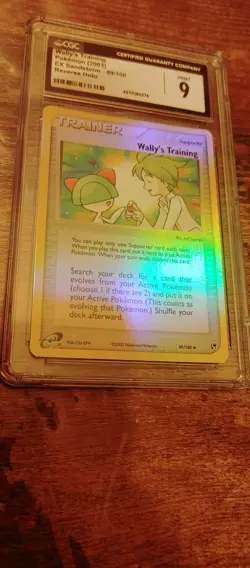 CGC
CERTIFIED GUARANTY COMPANY
Wally's Training
Pokémon (2003)
EX Sandstorm - 89/100
Reverse Holo
MINT
9
TRAINER
Supporter
Wally's Training
You can play only one Supporter card each turn.
When you play this card, put it next to your Active
Pokémon. When your turn ends, discard this card.
Search your deck for a card that
evolves from your Active Pokémon
(choose 1 if there are 2) and put it on
your Active Pokémon. (This counts as
evolving that Pokémon.) Shuffle your
deck afterward.
89/100